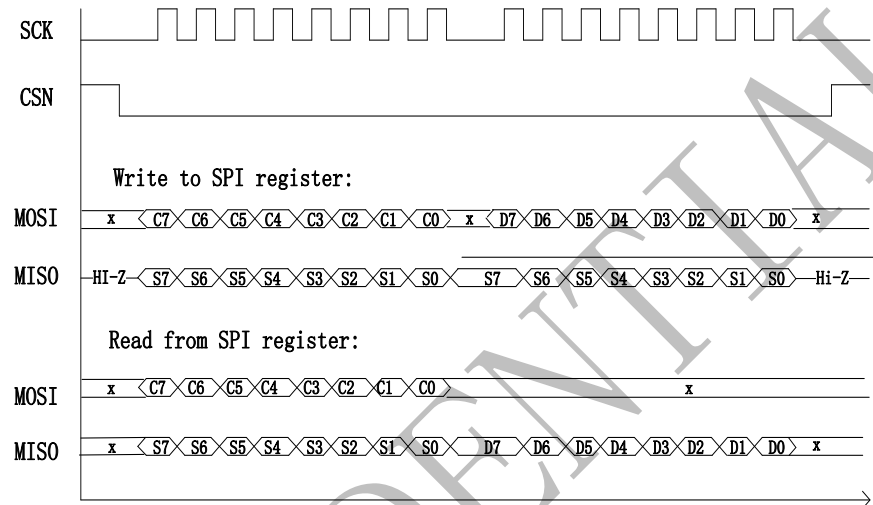 SCK
CSN
Write to SPI register:
MOSI x C7 C6 C5 C4 C3 C2 C1 C0 x D7 D6 D5 D4 D3 D2 D1 D0 x
MISO HI-Z S7 S6 S5 S4 S3 S2 S1 S0 S7 S6 S5 S4 S3 S2 S1 S0 Hi-Z
Read from SPI register:
MOSI x C7 C6 C5 C4 C3 C2 C1 C0 x
MISO x S7 S6 S5 S4 S3 S2 S1 S0 D7 D6 D5 D4 D3 D2 D1 D0 x
DENTIAL